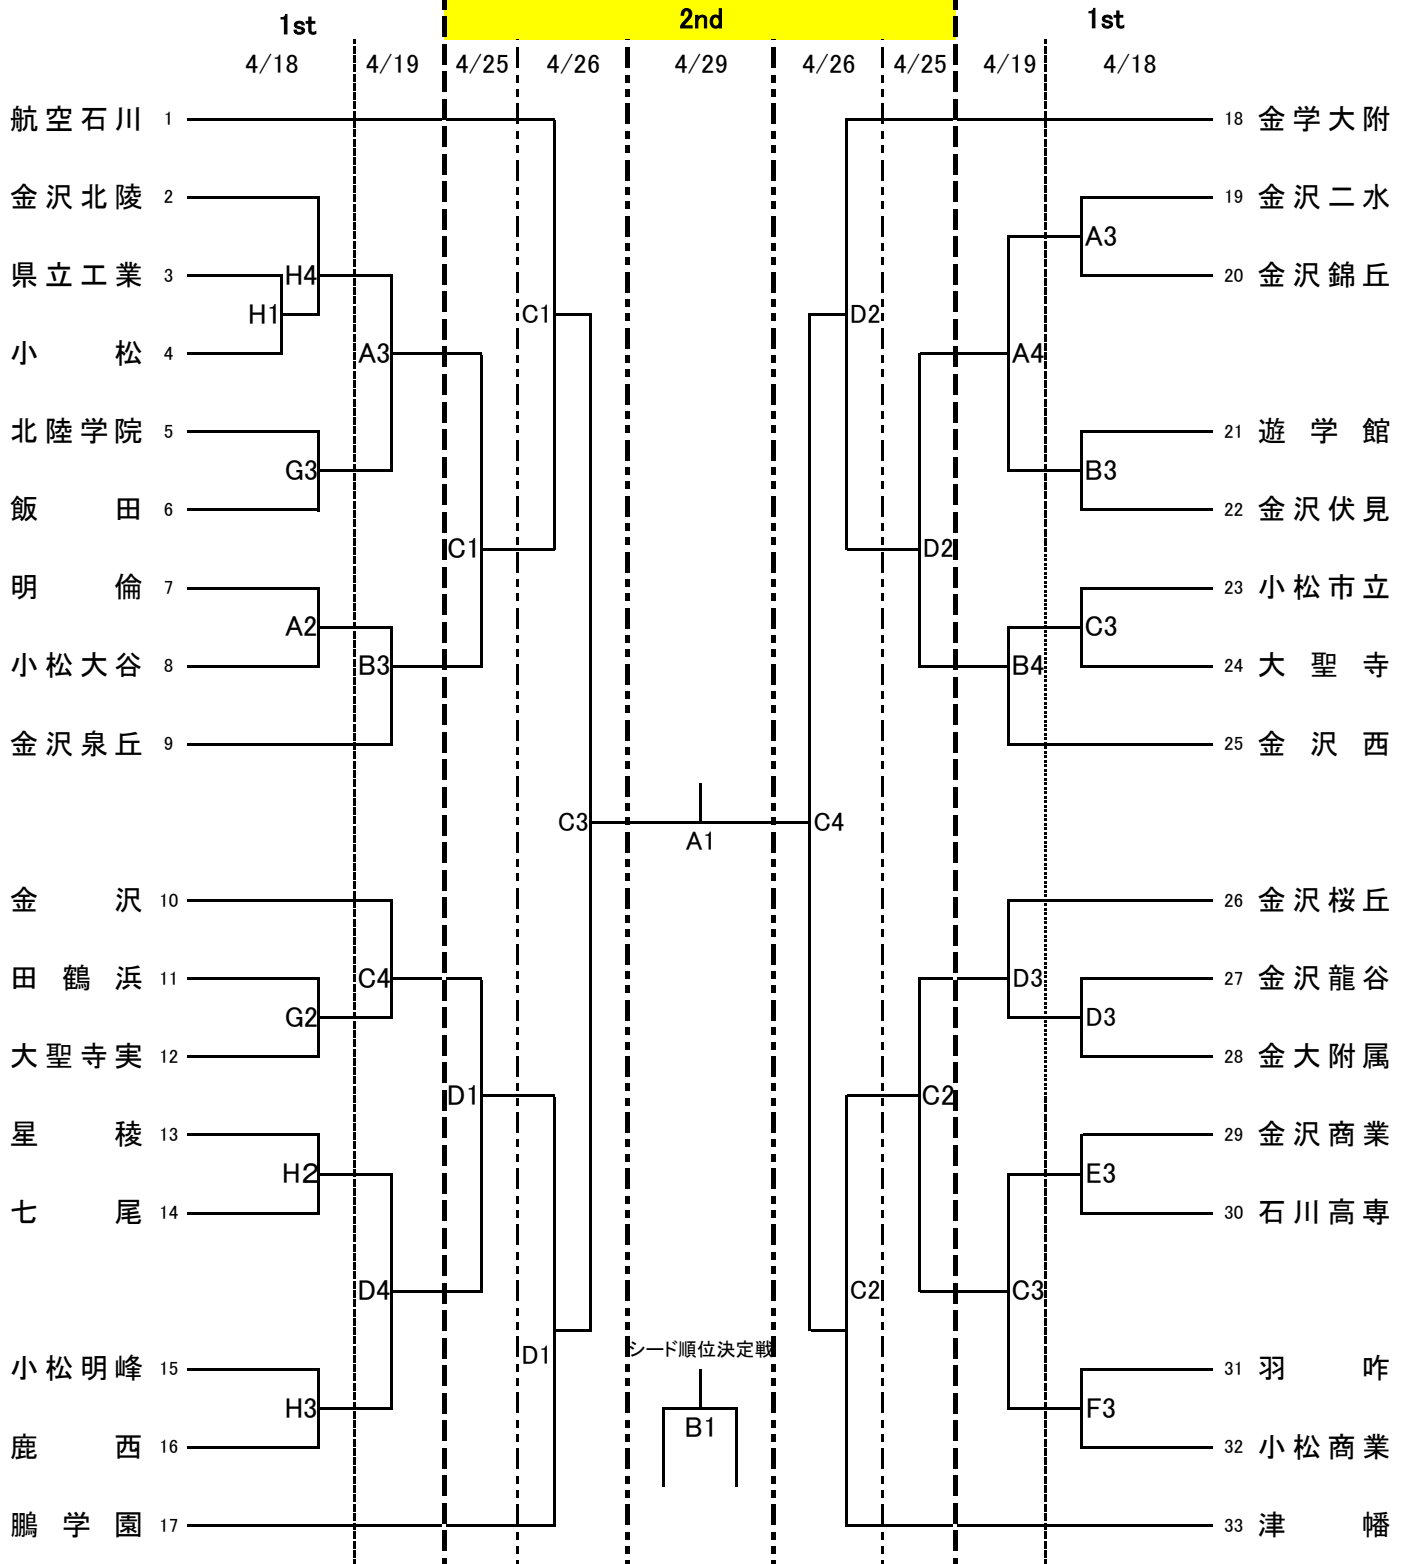 1st 2nd 1st
4/18 4/19 4/25 4/26 4/29 4/26 4/25 4/19 4/18
航空石川 1
金沢北陵 2
県立工業 3
小松 4
北陸学院 5
飯田 6
明倫 7
小松大谷 8
金沢泉丘 9
金沢 10
田鶴浜 11
大聖寺実 12
星稜 13
七尾 14
小松明峰 15
鹿西 16
鵬学園 17
H4
H1
A3
G3
A2
B3
C4
G2
H2
D4
H3
C1
D1
C1
D1
C3
A1
シード順位決定戦
B1
C4
D2
C2
D2
C2
A4
B4
D3
C3
A3
B3
C3
D3
E3
F3
18 金学大附
19 金沢二水
20 金沢錦丘
21 遊学館
22 金沢伏見
23 小松市立
24 大聖寺
25 金沢西
26 金沢桜丘
27 金沢龍谷
28 金大附属
29 金沢商業
30 石川高専
31 羽咋
32 小松商業
33 津幡